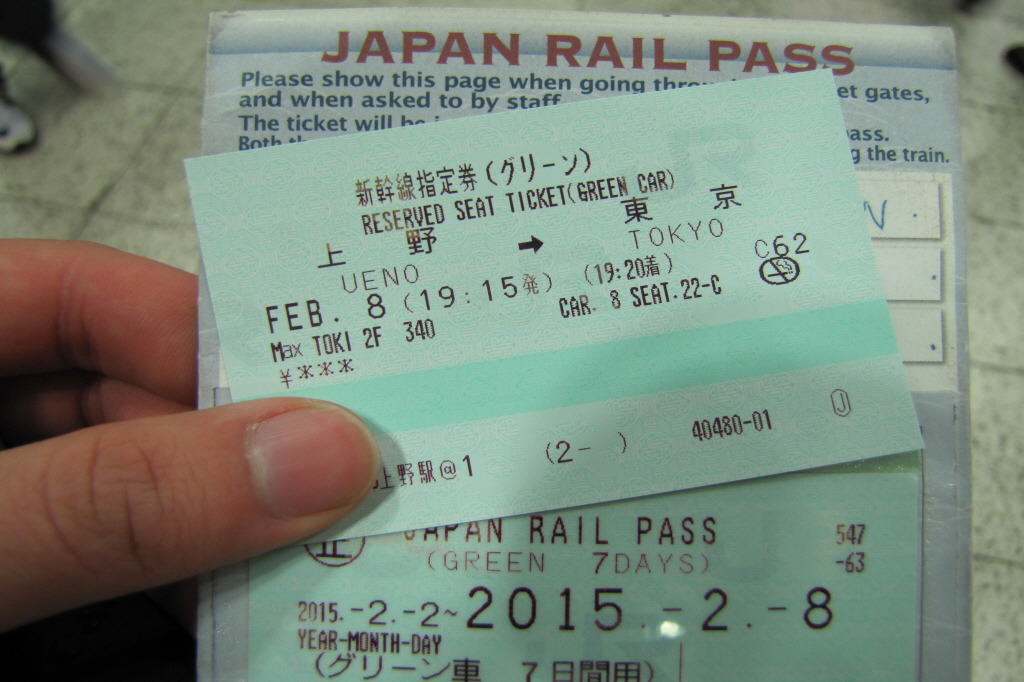 JAPAN RAIL PASS
Please show this page when going et gates,
and when asked to by staff.
The ticket will be
Both pass.
g the train.
新幹線指定券(グリーン)
RESERVED SEAT TICKET(GREEN CAR)
上 野 → 東 京
UENO TOKYO
FEB. 8 (19:15発) (19:20着) C62
Max TOKI 2F 340 CAR. 8 SEAT.22-C
¥***
上野駅@1 (2- ) 40480-01 Ⓙ
JAPAN RAIL PASS 547
(GREEN 7DAYS) -63
2015.-2.-2~2015.-2.-8
YEAR-MONTH-DAY
(グリーン車 7日間用)